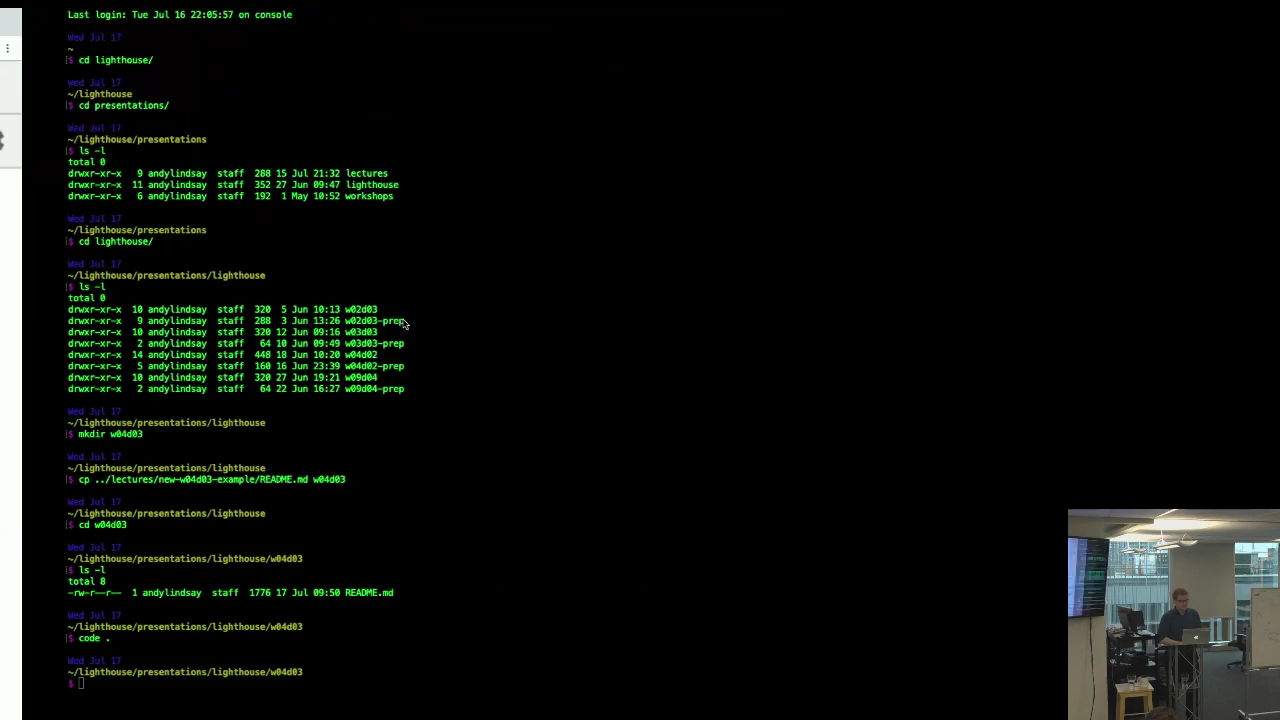 Last login: Tue Jul 16 22:05:57 on console
Wed Jul 17
~
$ cd lighthouse/
Wed Jul 17
~/lighthouse
$ cd presentations/
Wed Jul 17
~/lighthouse/presentations
$ ls -l
total 0
drwxr-xr-x 9 andylindsay staff 288 15 Jul 21:32 lectures
drwxr-xr-x 11 andylindsay staff 352 27 Jun 09:47 lighthouse
drwxr-xr-x 6 andylindsay staff 192 1 May 10:52 workshops
Wed Jul 17
~/lighthouse/presentations
$ cd lighthouse/
Wed Jul 17
~/lighthouse/presentations/lighthouse
$ ls -l
total 0
drwxr-xr-x 10 andylindsay staff 320 5 Jun 10:13 w02d03
drwxr-xr-x 9 andylindsay staff 288 3 Jun 13:26 w02d03-prep
drwxr-xr-x 10 andylindsay staff 320 12 Jun 09:16 w03d03
drwxr-xr-x 2 andylindsay staff 64 10 Jun 09:49 w03d03-prep
drwxr-xr-x 14 andylindsay staff 448 18 Jun 10:20 w04d02
drwxr-xr-x 5 andylindsay staff 160 16 Jun 23:39 w04d02-prep
drwxr-xr-x 10 andylindsay staff 320 27 Jun 19:21 w09d04
drwxr-xr-x 2 andylindsay staff 64 22 Jun 16:27 w09d04-prep
Wed Jul 17
~/lighthouse/presentations/lighthouse
$ mkdir w04d03
Wed Jul 17
~/lighthouse/presentations/lighthouse
$ cp ../lectures/new-w04d03-example/README.md w04d03
Wed Jul 17
~/lighthouse/presentations/lighthouse
$ cd w04d03
Wed Jul 17
~/lighthouse/presentations/lighthouse/w04d03
$ ls -l
total 8
-rw-r--r-- 1 andylindsay staff 1776 17 Jul 09:50 README.md
Wed Jul 17
~/lighthouse/presentations/lighthouse/w04d03
$ code .
Wed Jul 17
~/lighthouse/presentations/lighthouse/w04d03
$